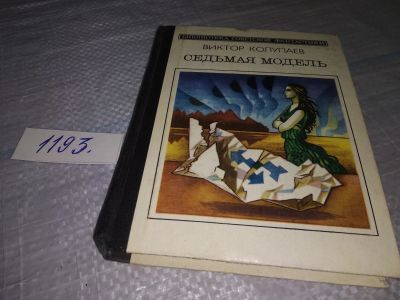 БИБЛИОТЕКА СОВЕТСКОЙ ФАНТАСТИКИ
ВИКТОР КОЛУПАЕВ
СЕДЬМАЯ МОДЕЛЬ
1193.